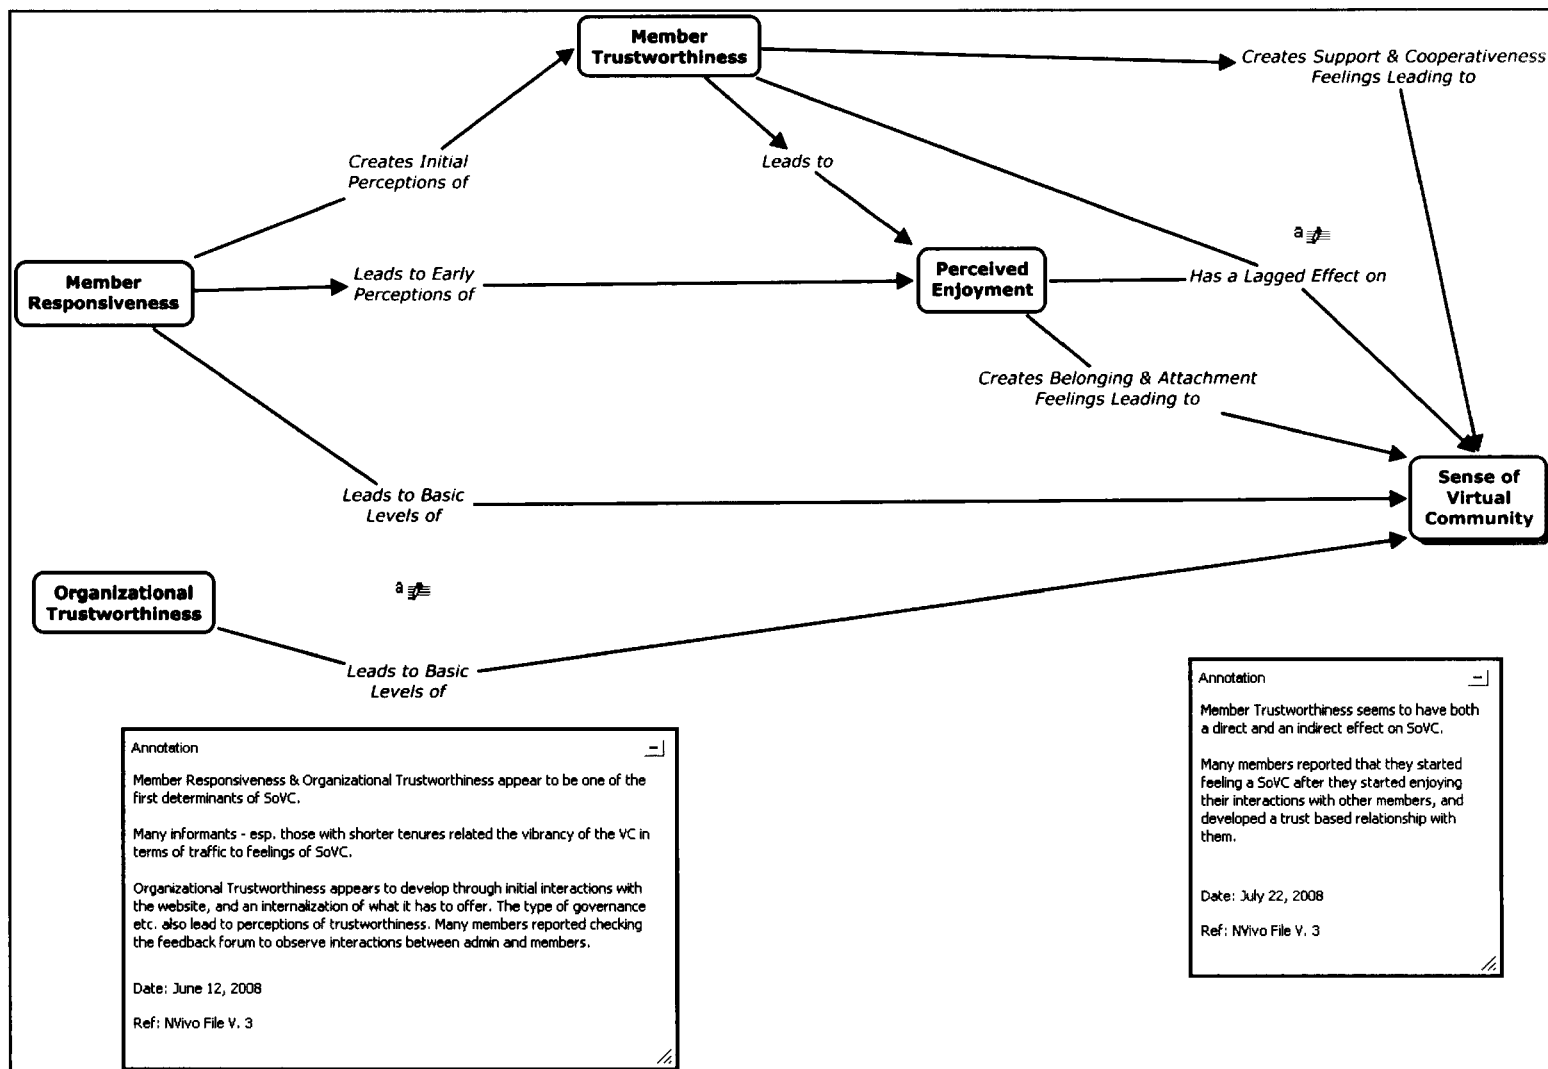 Member
Trustworthiness
Creates Support & Cooperativeness
Feelings Leading to
Creates Initial
Perceptions of
Leads to
a
Member
Responsiveness
Leads to Early
Perceptions of
Perceived
Enjoyment
Has a Lagged Effect on
Creates Belonging & Attachment
Feelings Leading to
Leads to Basic
Levels of
Sense of
Virtual
Community
Organizational
Trustworthiness
a
Leads to Basic
Levels of
Annotation
Member Responsiveness & Organizational Trustworthiness appear to be one of the
first determinants of SoVC.
Many informants - esp. those with shorter tenures related the vibrancy of the VC in
terms of traffic to feelings of SoVC.
Organizational Trustworthiness appears to develop through initial interactions with
the website, and an internalization of what it has to offer. The type of governance
etc. also lead to perceptions of trustworthiness. Many members reported checking
the feedback forum to observe interactions between admin and members.
Date: June 12, 2008
Ref: NVivo File V. 3
Annotation
Member Trustworthiness seems to have both
a direct and an indirect effect on SoVC.
Many members reported that they started
feeling a SoVC after they started enjoying
their interactions with other members, and
developed a trust based relationship with
them.
Date: July 22, 2008
Ref: NVivo File V. 3